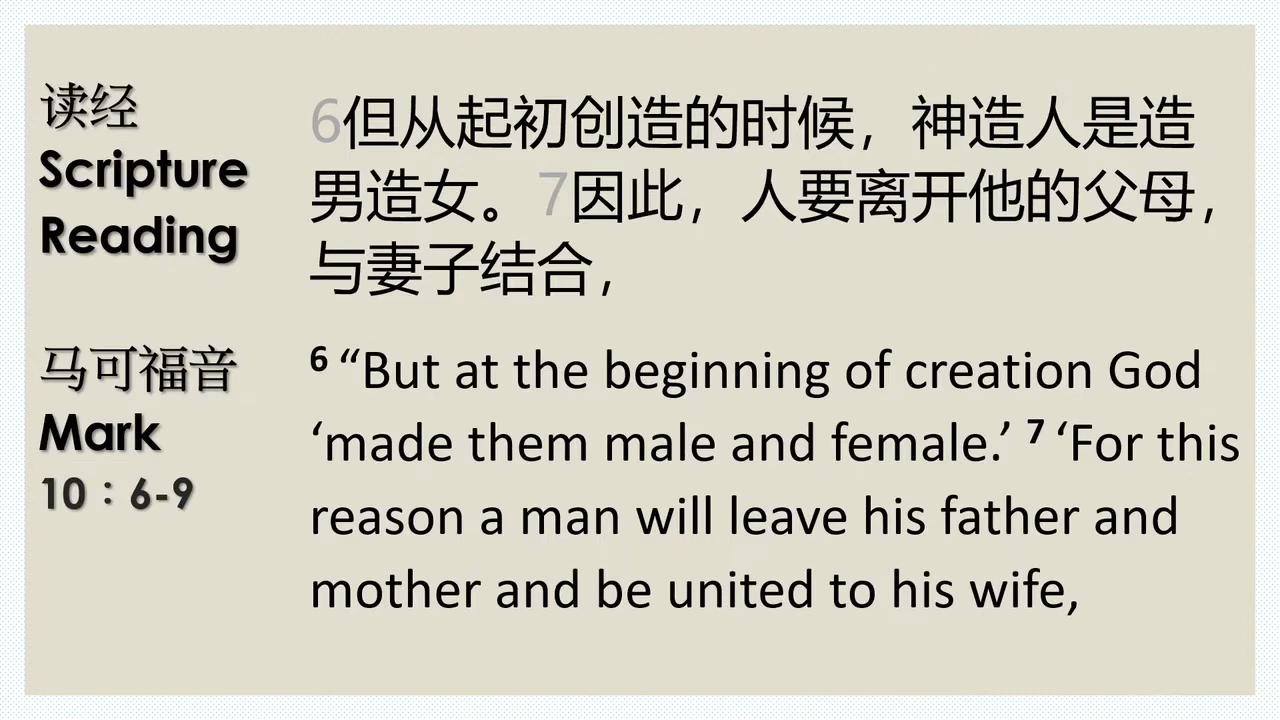 读经
Scripture
Reading
马可福音
Mark
10：6-9
6但从起初创造的时候，神造人是造
男造女。7因此，人要离开他的父母，
与妻子结合，
6 “But at the beginning of creation God
‘made them male and female.’ 7 ‘For this
reason a man will leave his father and
mother and be united to his wife,